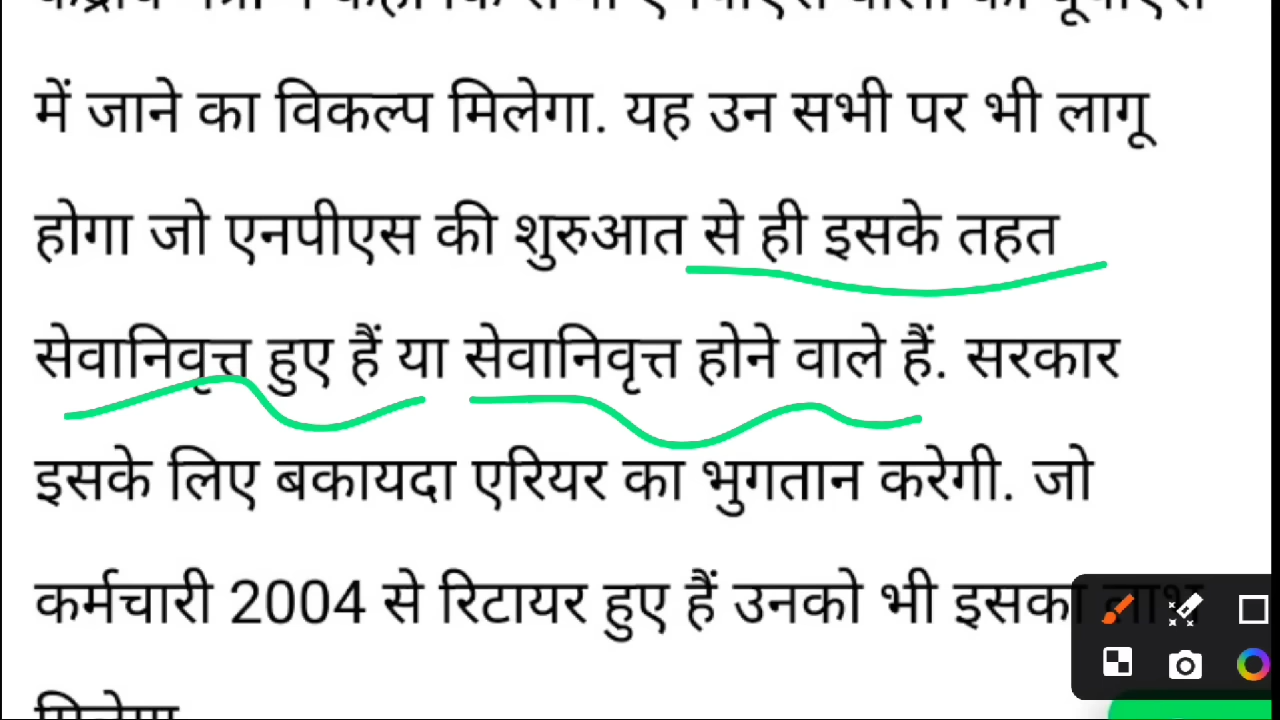 में जाने का विकल्प मिलेगा. यह उन सभी पर भी लागू
होगा जो एनपीएस की शुरुआत से ही इसके तहत
सेवानिवृत्त हुए हैं या सेवानिवृत्त होने वाले हैं. सरकार
इसके लिए बकायदा एरियर का भुगतान करेगी. जो
कर्मचारी 2004 से रिटायर हुए हैं उनको भी इसका लाभ